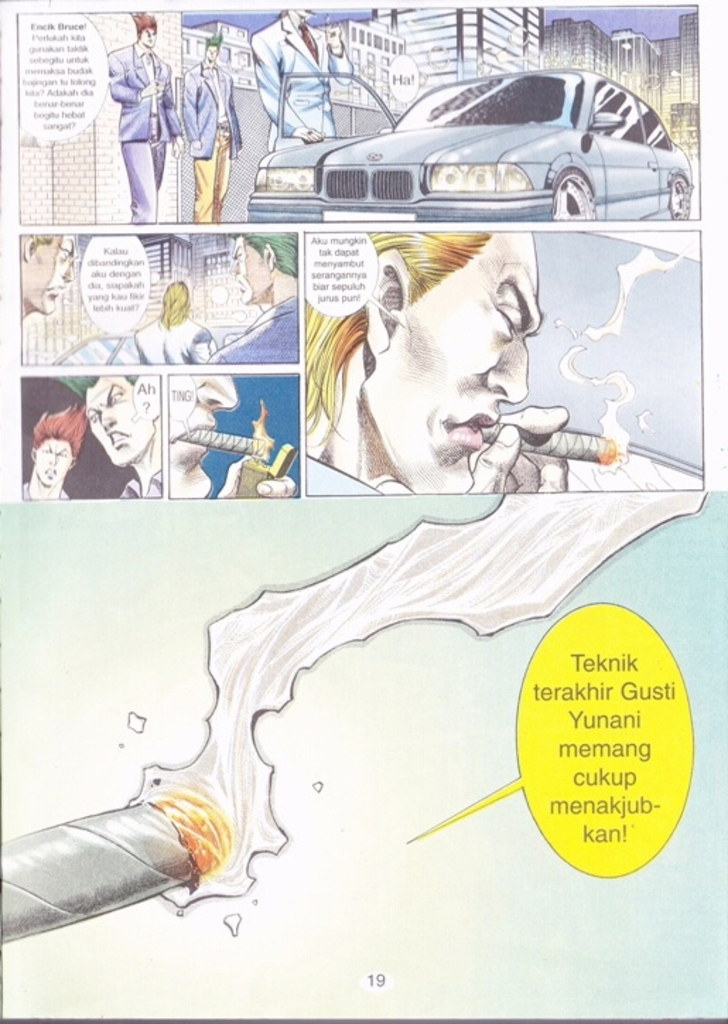 Encik Bruce!
Perlukah kita
gunakan taktik
sebegitu untuk
memaksa budak
bajingan tu tolong
kita? Adakah dia
benar-benar
begitu hebat
sangat?
Ha!
Kalau
dibandingkan
aku dengan
dia, siapakah
yang kau fikir
lebih kuat?
Aku mungkin
tak dapat
menyambut
serangannya
biar sepuluh
jurus pun!
Ah
?
TING!
Teknik
terakhir Gusti
Yunani
memang
cukup
menakjub-
kan!
19